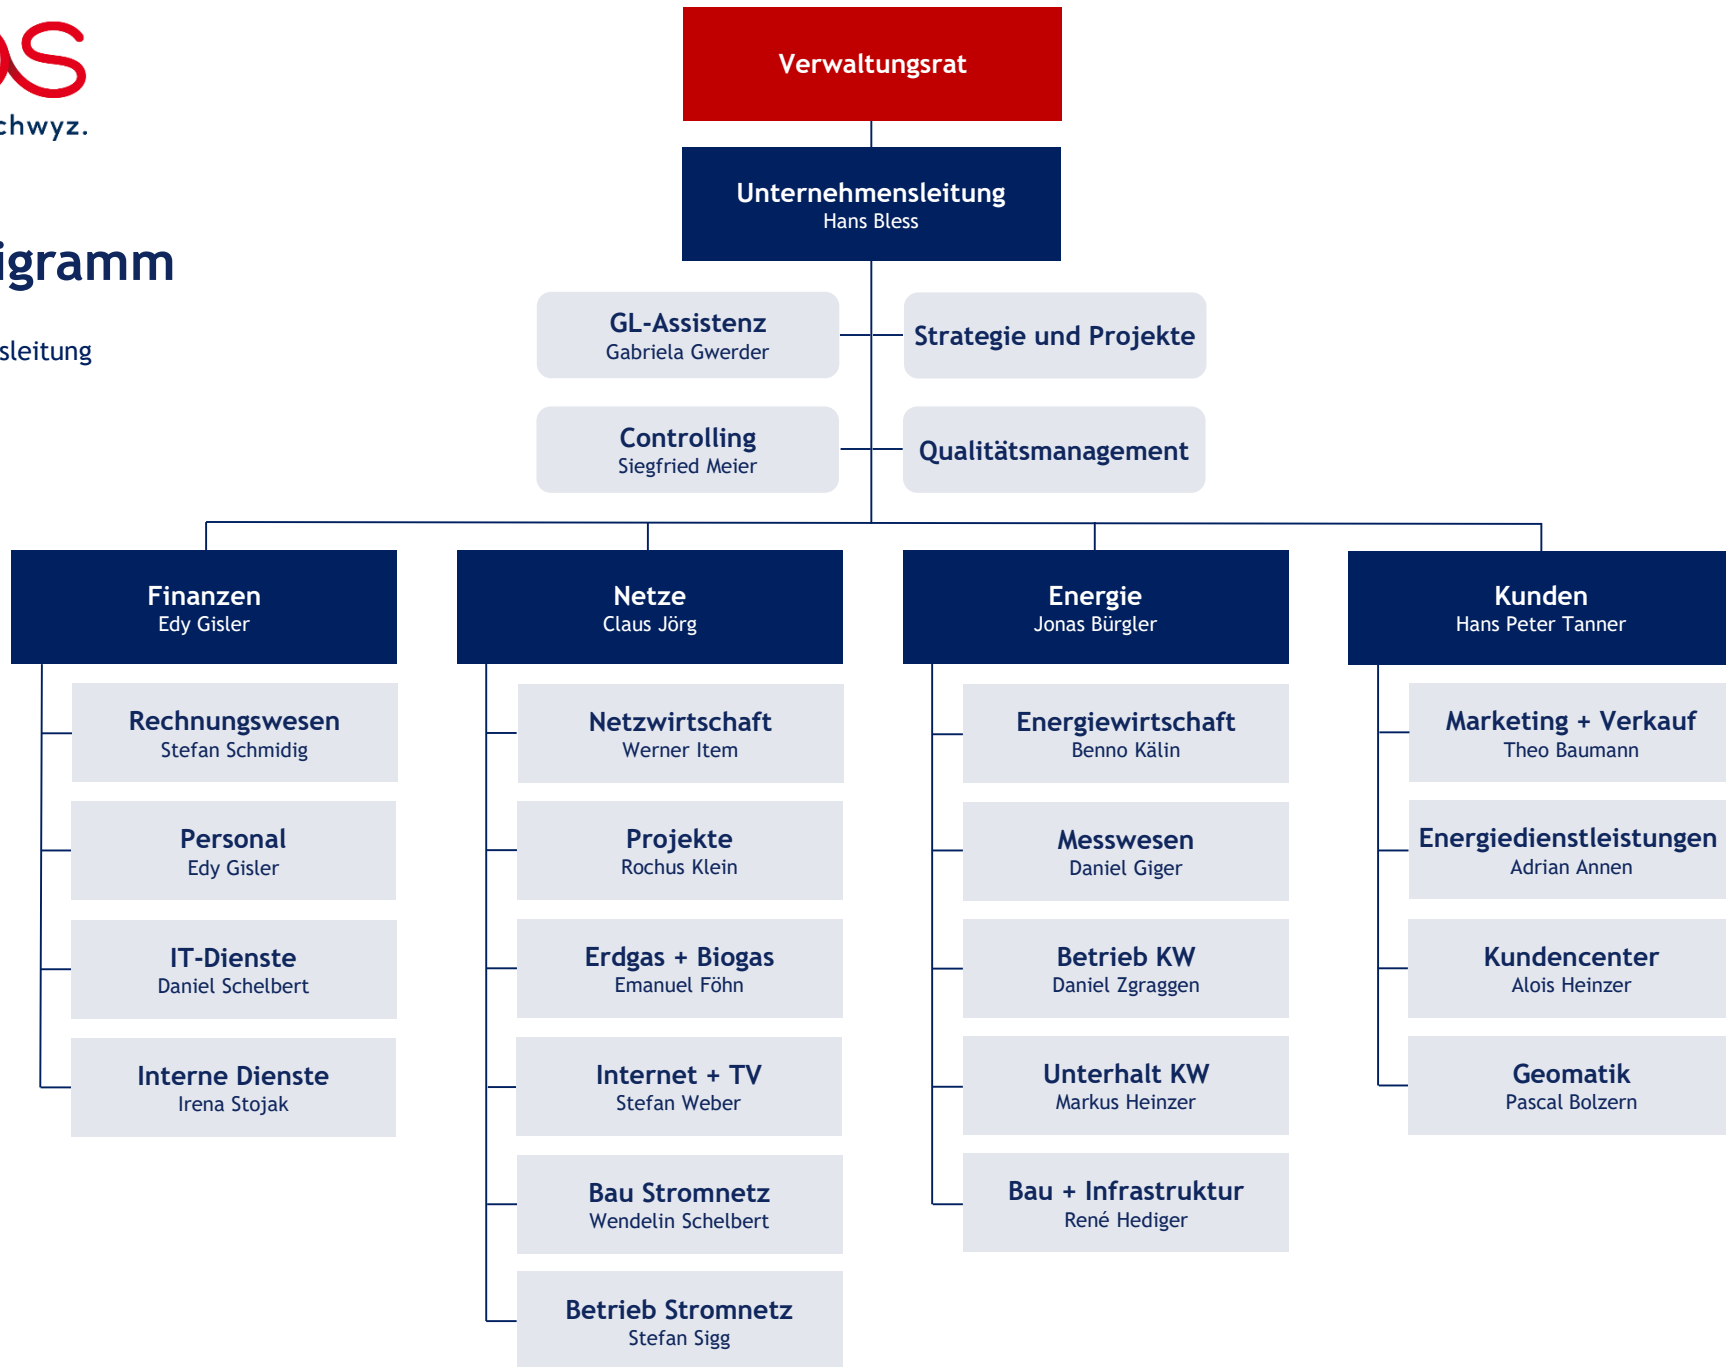 Verwaltungsrat
Unternehmensleitung
Hans Bless
GL-Assistenz
Gabriela Gwerder
Strategie und Projekte
Controlling
Siegfried Meier
Qualitätsmanagement
Finanzen
Edy Gisler
Rechnungswesen
Stefan Schmidig
Personal
Edy Gisler
IT-Dienste
Daniel Schelbert
Interne Dienste
Irena Stojak
Netze
Claus Jörg
Netzwirtschaft
Werner Item
Projekte
Rochus Klein
Erdgas + Biogas
Emanuel Föhn
Internet + TV
Stefan Weber
Bau Stromnetz
Wendelin Schelbert
Betrieb Stromnetz
Stefan Sigg
Energie
Jonas Bürgler
Energiewirtschaft
Benno Kälin
Messwesen
Daniel Giger
Betrieb KW
Daniel Zgraggen
Unterhalt KW
Markus Heinzer
Bau + Infrastruktur
René Hediger
Kunden
Hans Peter Tanner
Marketing + Verkauf
Theo Baumann
Energiedienstleistungen
Adrian Annen
Kundencenter
Alois Heinzer
Geomatik
Pascal Bolzern